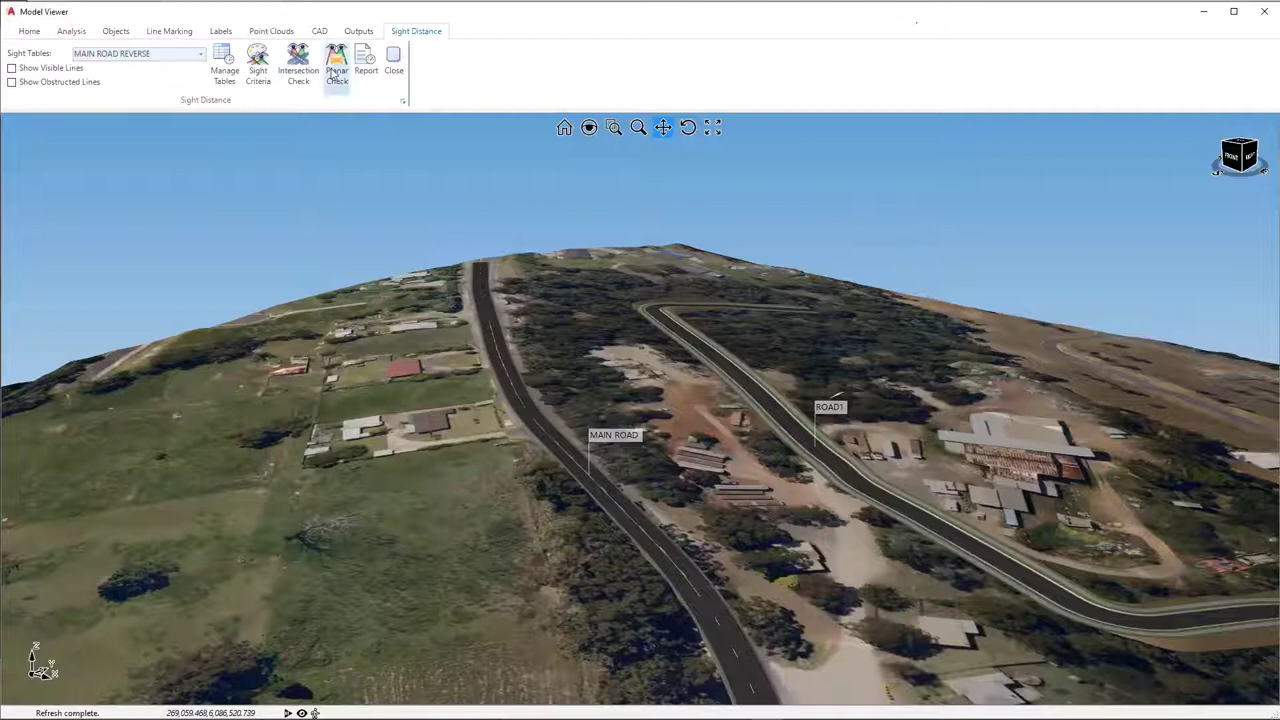 Model Viewer
Home Analysis Objects Line Marking Labels Point Clouds CAD Outputs Sight Distance
Sight Tables: MAIN ROAD REVERSE
Show Visible Lines
Show Obstructed Lines
Manage Tables
Sight Criteria
Intersection Check
Planar Check
Report
Close
Sight Distance
FRONT
ROAD1
MAIN ROAD
Z
Y
X
Refresh complete. 269,059.468,6,086,520.739